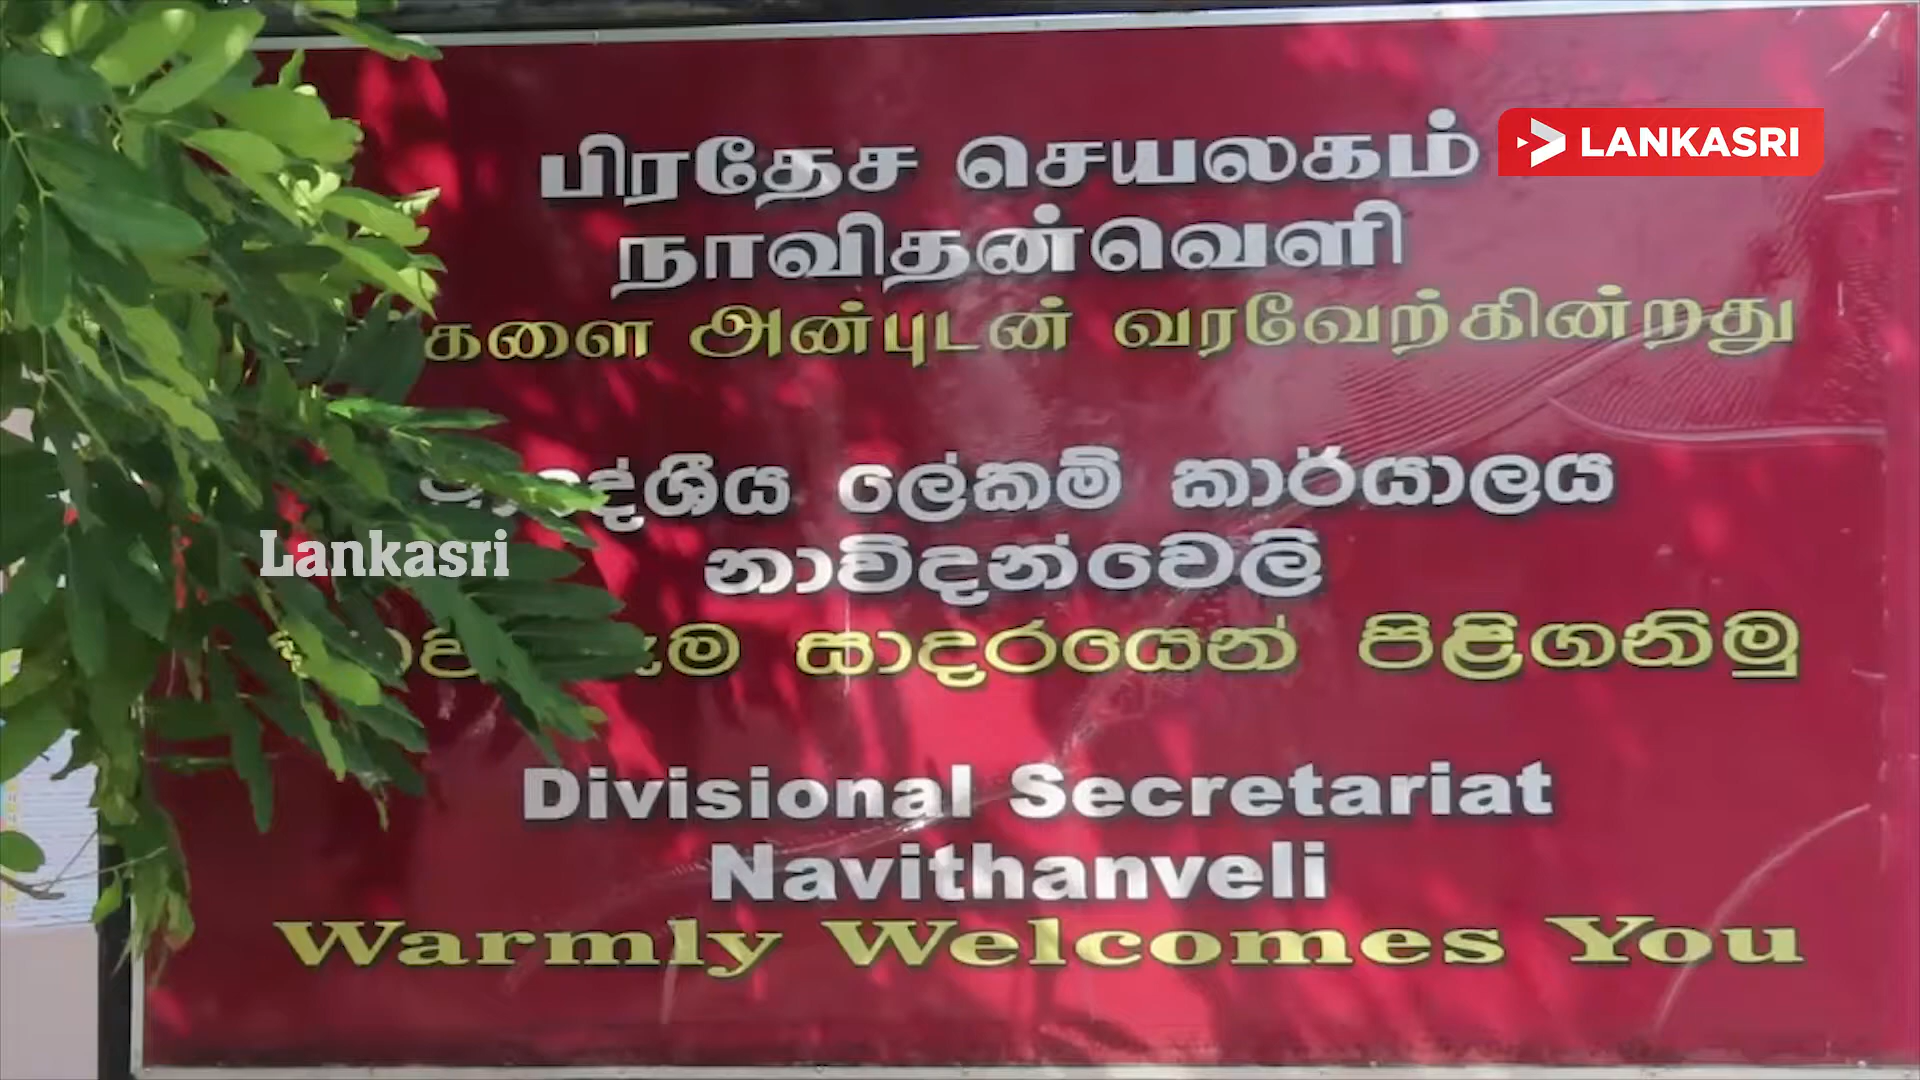 பிரதேச செயலகம்
LANKASRI
நாவிதன்வெளி
அன்புடன் வரவேற்கின்றது
ලේකම් කාර්යාලය
Lankasri
නාවිදන්වෙලි
සාදරයෙන් පිළිගනිමු
Divisional Secretariat
Navithanveli
Warmly Welcomes You